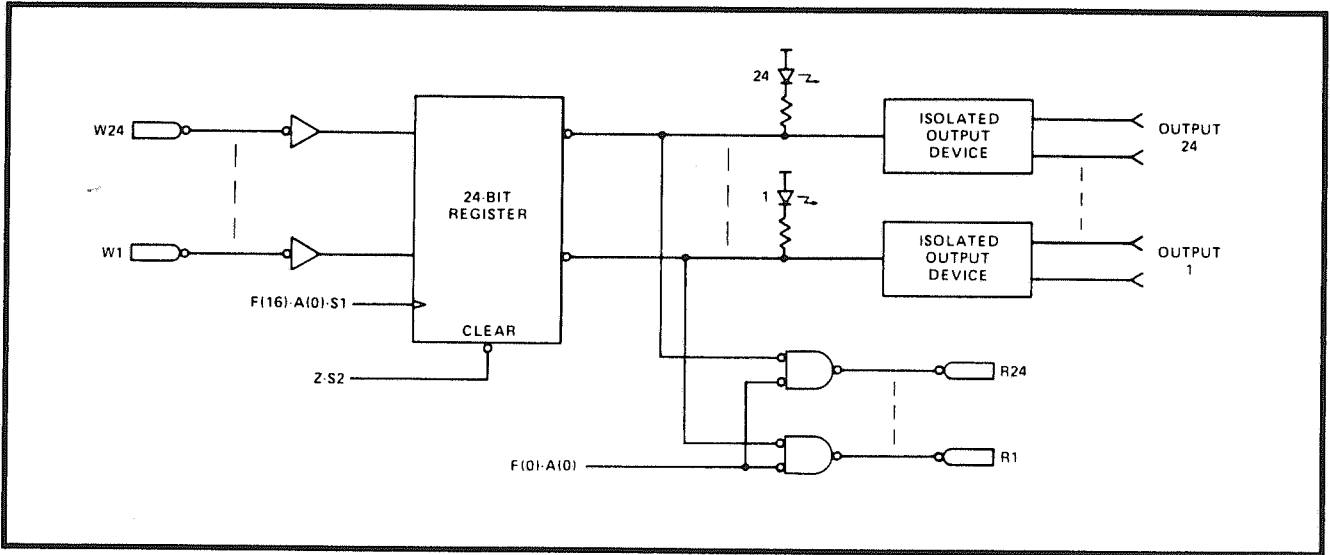 24
W24
ISOLATED
OUTPUT
DEVICE
OUTPUT
24
24-BIT
REGISTER
1
W1
ISOLATED
OUTPUT
DEVICE
OUTPUT
1
F(16)·A(0)·S1
CLEAR
Z·S2
R24
F(0)·A(0)
R1